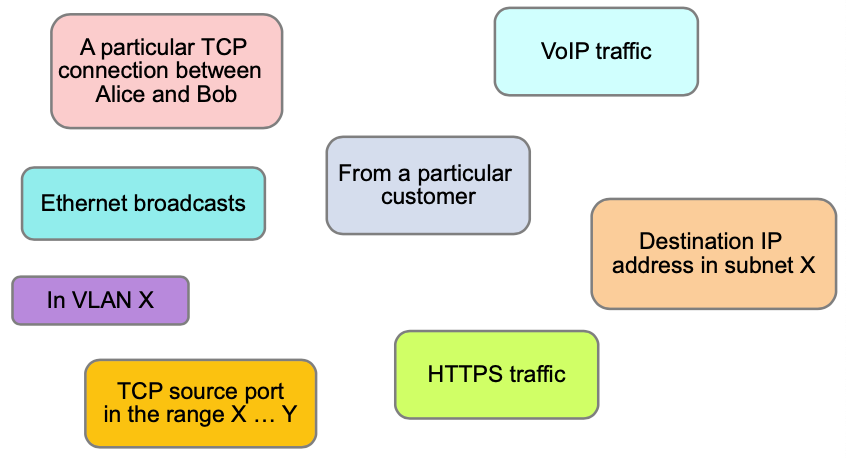 A particular TCP
connection between
Alice and Bob
VoIP traffic
From a particular
customer
Ethernet broadcasts
Destination IP
address in subnet X
In VLAN X
HTTPS traffic
TCP source port
in the range X … Y